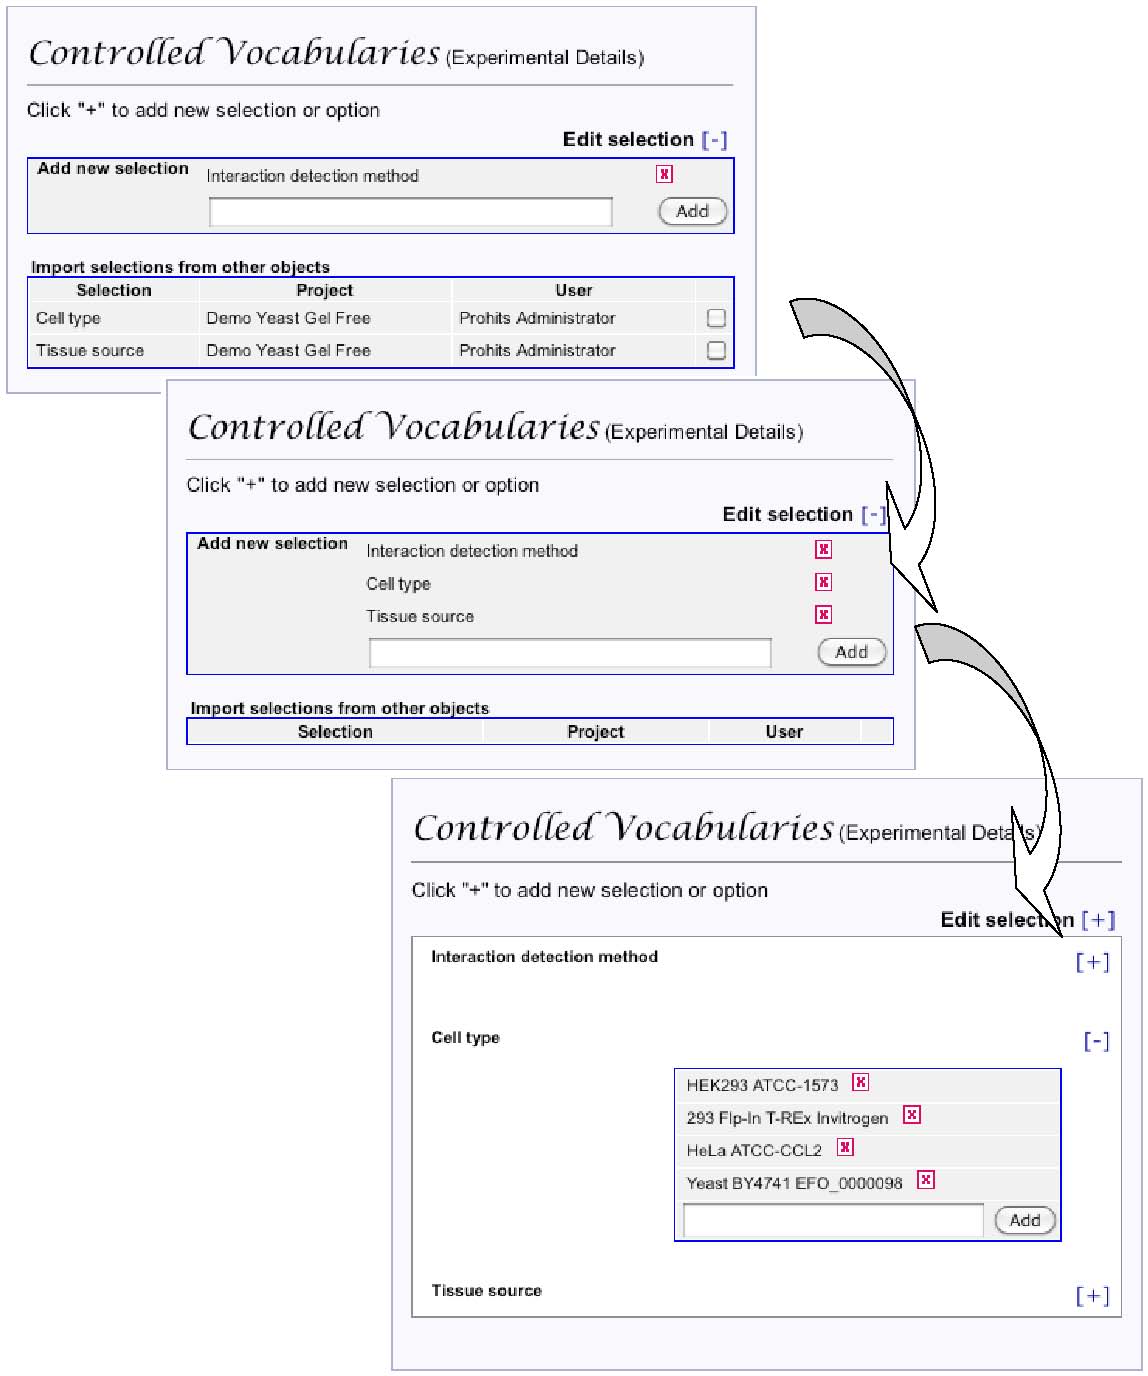 Controlled Vocabularies (Experimental Details)
Click "+" to add new selection or option
Edit selection [-]
Add new selection Interaction detection method x
Add
Import selections from other objects
Selection Project User
Cell type Demo Yeast Gel Free Prohits Administrator
Tissue source Demo Yeast Gel Free Prohits Administrator
Controlled Vocabularies (Experimental Details)
Click "+" to add new selection or option
Edit selection [-]
Add new selection Interaction detection method x
Cell type x
Tissue source x
Add
Import selections from other objects
Selection Project User
Controlled Vocabularies (Experimental Details)
Click "+" to add new selection or option
Edit selection [+]
Interaction detection method [+]
Cell type [-]
HEK293 ATCC-1573 x
293 Flp-In T-REx Invitrogen x
HeLa ATCC-CCL2 x
Yeast BY4741 EFO_0000098 x
Add
Tissue source [+]